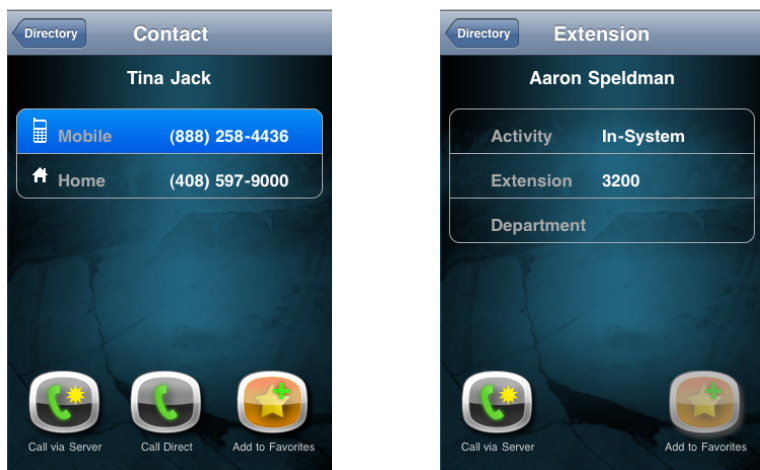 Directory Contact
Tina Jack
Mobile (888) 258-4436
Home (408) 597-9000
Call via Server Call Direct Add to Favorites
Directory Extension
Aaron Speldman
Activity In-System
Extension 3200
Department
Call via Server Add to Favorites